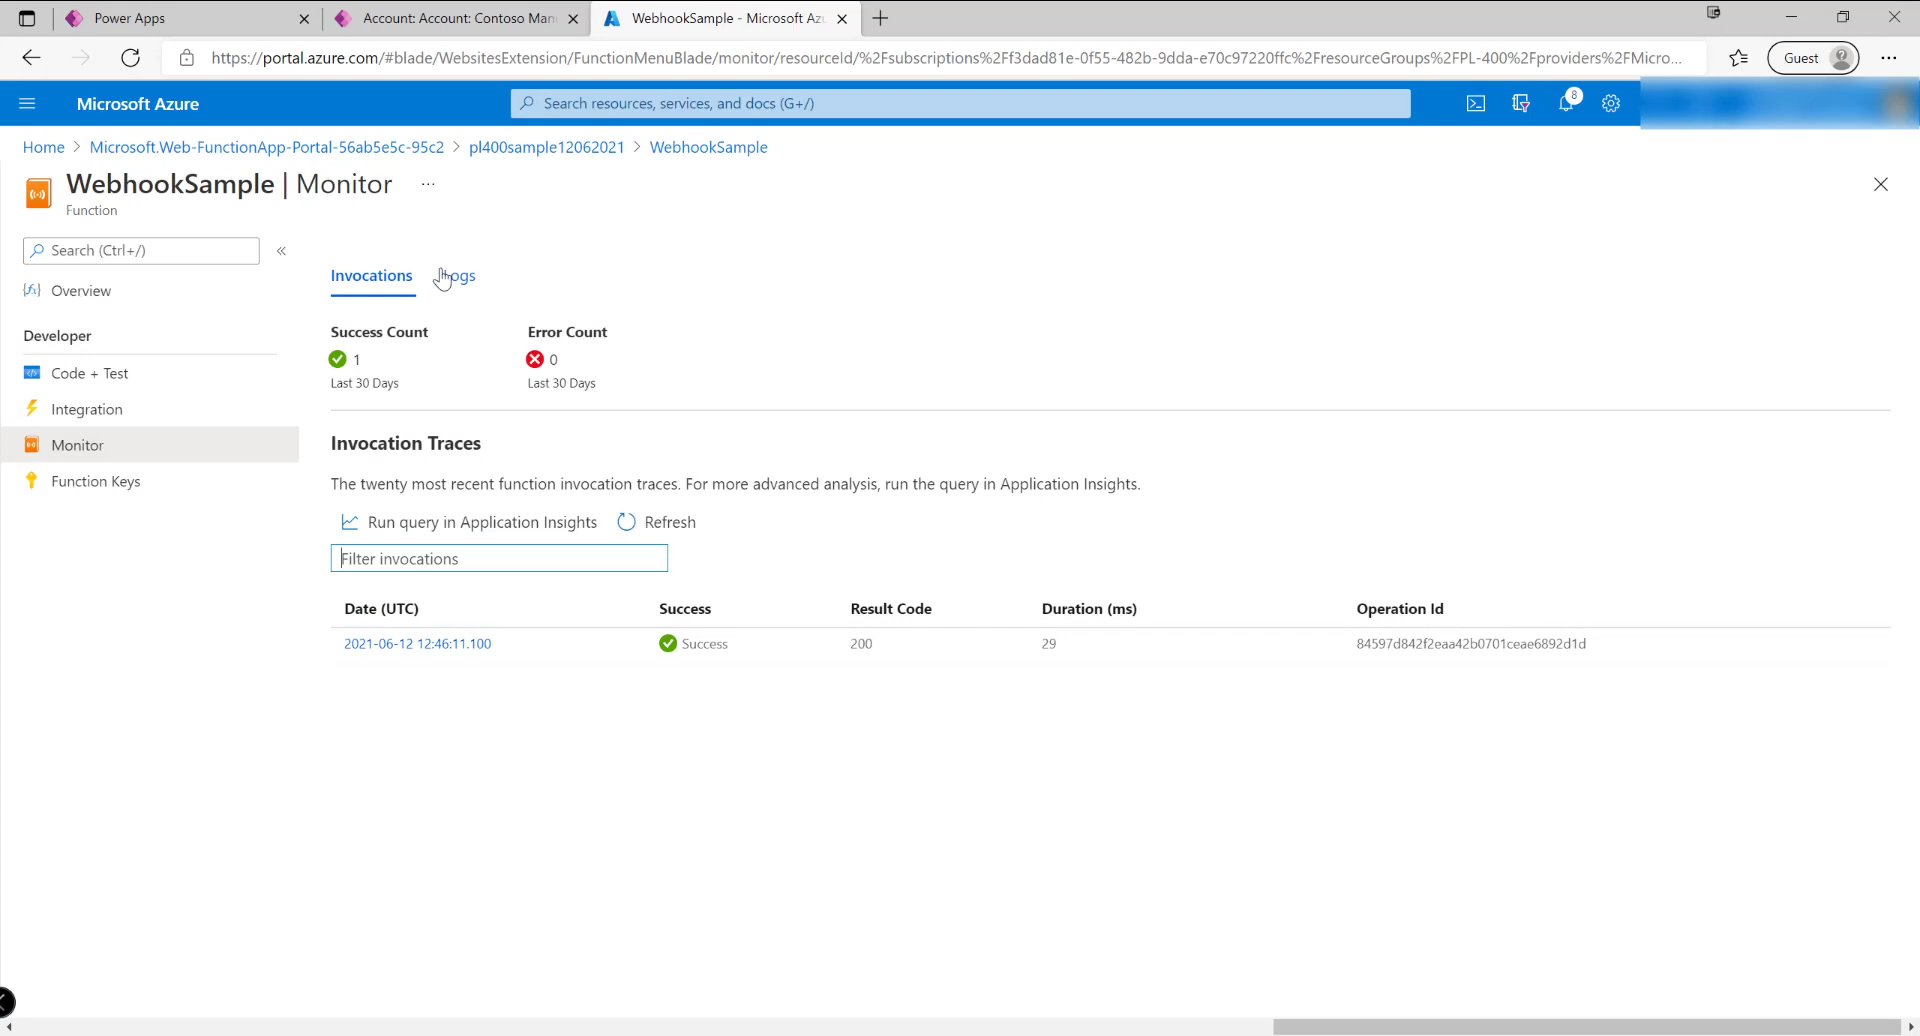 Power Apps
Account: Account: Contoso Man
WebhookSample - Microsoft Azu
https://portal.azure.com/#blade/WebsitesExtension/FunctionMenuBlade/monitor/resourceId/%2Fsubscriptions%2Ff3dad81e-0f55-482b-9dda-e70c97220ffc%2FresourceGroups%2FPL-400%2Fproviders%2FMicro...
Guest
Microsoft Azure
Search resources, services, and docs (G+/)
8
Home > Microsoft.Web-FunctionApp-Portal-56ab5e5c-95c2 > pl400sample12062021 > WebhookSample
WebhookSample | Monitor ...
Function
Search (Ctrl+/)
«
Overview
Developer
Code + Test
Integration
Monitor
Function Keys
Invocations
ogs
Success Count
1
Last 30 Days
Error Count
0
Last 30 Days
Invocation Traces
The twenty most recent function invocation traces. For more advanced analysis, run the query in Application Insights.
Run query in Application Insights
Refresh
Filter invocations
Date (UTC) Success Result Code Duration (ms) Operation Id
2021-06-12 12:46:11.100 Success 200 29 84597d842f2eaa42b0701ceae6892d1d